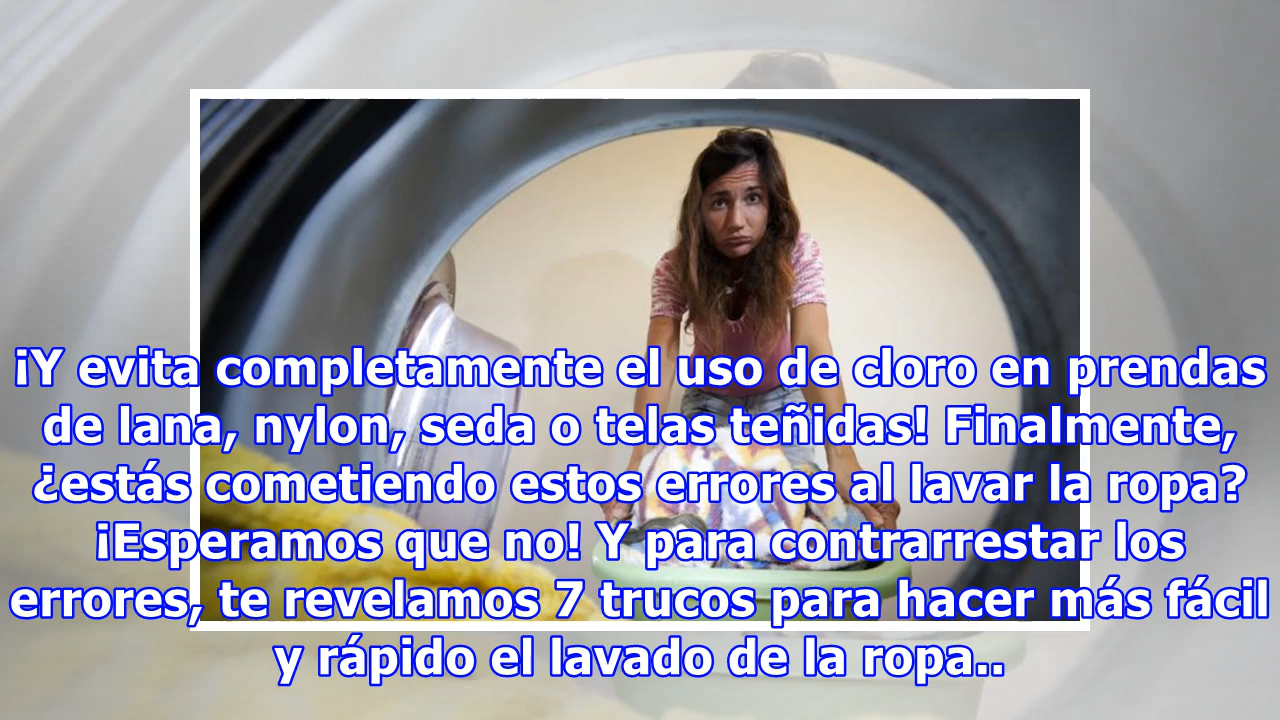 ¡Y evita completamente el uso de cloro en prendas
de lana, nylon, seda o telas teñidas! Finalmente,
¿estás cometiendo estos errores al lavar la ropa?
¡Esperamos que no! Y para contrarrestar los
errores, te revelamos 7 trucos para hacer más fácil
y rápido el lavado de la ropa..